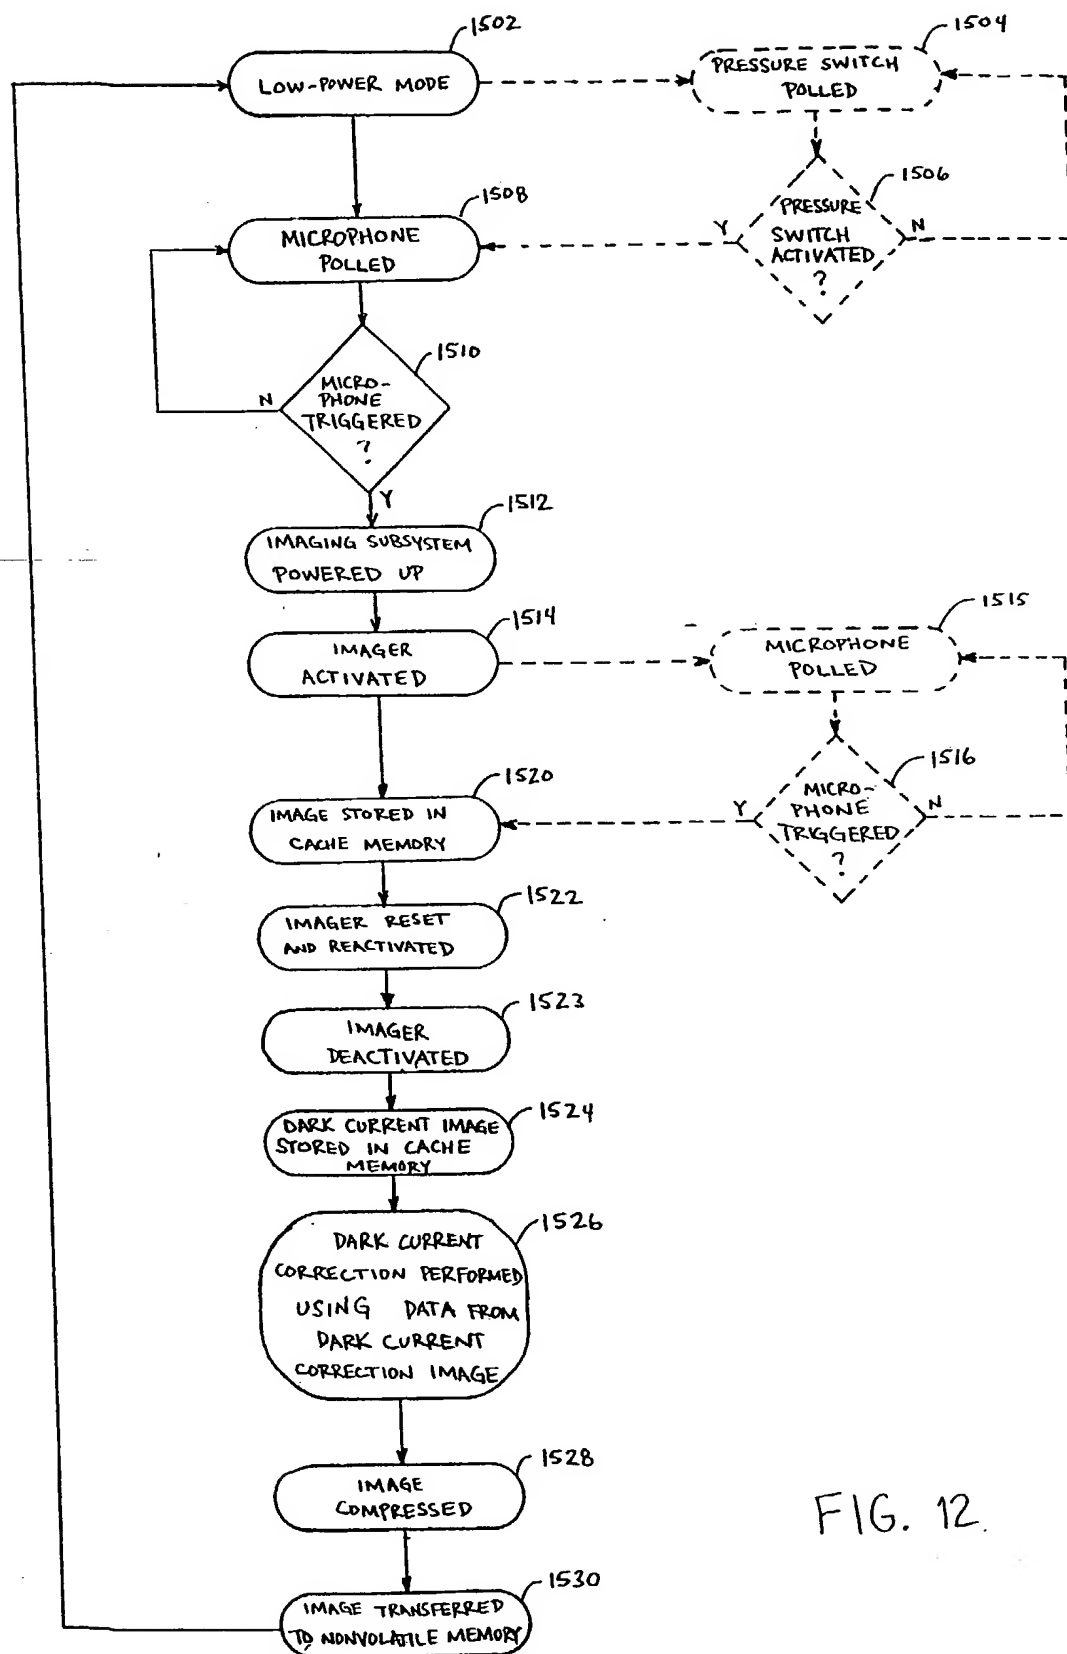 1502
LOW-POWER MODE
1504
PRESSURE SWITCH
POLLED
1506
PRESSURE
SWITCH
ACTIVATED
?
Y
N
1508
MICROPHONE
POLLED
1510
MICRO-
PHONE
TRIGGERED
?
N
Y
1512
IMAGING SUBSYSTEM
POWERED UP
1514
IMAGER
ACTIVATED
1515
MICROPHONE
POLLED
1516
MICRO-
PHONE
TRIGGERED
?
Y
N
1520
IMAGE STORED IN
CACHE MEMORY
1522
IMAGER RESET
AND REACTIVATED
1523
IMAGER
DEACTIVATED
1524
DARK CURRENT IMAGE
STORED IN CACHE
MEMORY
1526
DARK CURRENT
CORRECTION PERFORMED
USING DATA FROM
DARK CURRENT
CORRECTION IMAGE
1528
IMAGE
COMPRESSED
1530
IMAGE TRANSFERRED
TO NONVOLATILE MEMORY
FIG. 12.